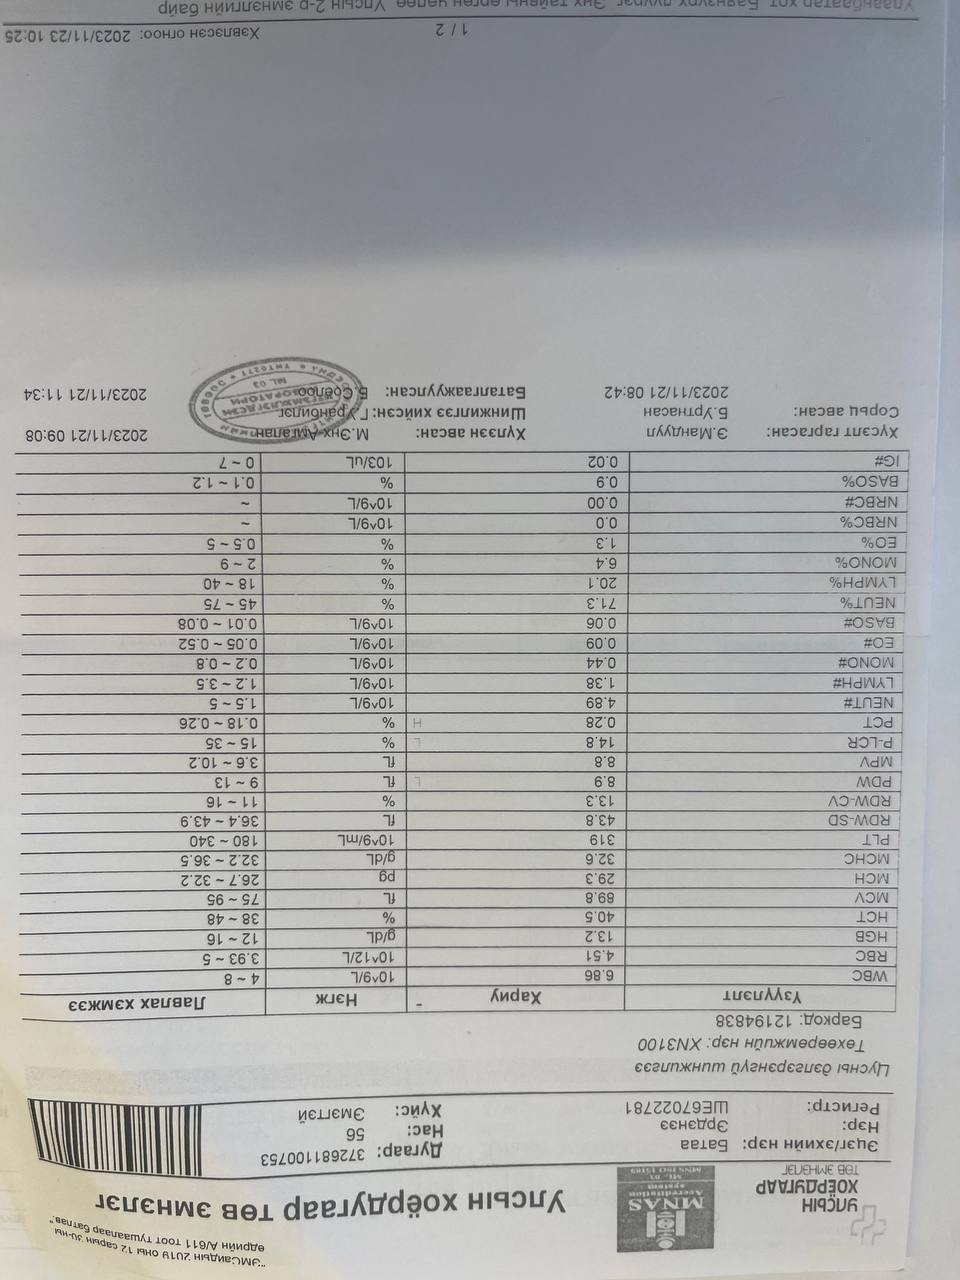 "ЭМСайдын 2019 оны 12 сарын 30-ны
өдрийн А/611 тоот тушаалаар батлав."
УЛСЫН
ХОЁРДУГААР
ТӨВ ЭМНЭЛЭГ
MNAS
Accreditation
system
ML. 03
MNS ISO 15189
Улсын хоёрдугаар төв эмнэлэг
Эцэг/эхийн нэр: Батаа Дугаар: 372681100753
Нэр: Эрдэнээ Нас: 56
Регистр: ШЕ67022781 Хүйс: Эмэгтэй
Цусны дэлгэрэнгүй шинжилгээ
Төхөөрөмжийн нэр: XN3100
Баркод: 12194838
Үзүүлэлт Хариу - Нэгж Лавлах хэмжээ
WBC 6.86 10^9/L 4 ~ 8
RBC 4.51 10^12/L 3.93 ~ 5
HGB 13.2 g/dL 12 ~ 16
HCT 40.5 % 38 ~ 48
MCV 89.8 fL 75 ~ 95
MCH 29.3 pg 26.7 ~ 32.2
MCHC 32.6 g/dL 32.2 ~ 36.5
PLT 319 10^9/mL 180 ~ 340
RDW-SD 43.8 fL 36.4 ~ 43.9
RDW-CV 13.3 % 11 ~ 16
PDW 8.9 L fL 9 ~ 13
MPV 8.8 fL 3.6 ~ 10.2
P-LCR 14.8 L % 15 ~ 35
PCT 0.28 H % 0.18 ~ 0.26
NEUT# 4.89 10^9/L 1.5 ~ 5
LYMPH# 1.38 10^9/L 1.2 ~ 3.5
MONO# 0.44 10^9/L 0.2 ~ 0.8
EO# 0.09 10^9/L 0.05 ~ 0.52
BASO# 0.06 10^9/L 0.01 ~ 0.08
NEUT% 71.3 % 45 ~ 75
LYMPH% 20.1 % 18 ~ 40
MONO% 6.4 % 2 ~ 9
EO% 1.3 % 0.5 ~ 5
NRBC% 0.0 10^9/L ~
NRBC# 0.00 10^9/L ~
BASO% 0.9 % 0.1 ~ 1.2
IG# 0.02 103/uL 0 ~ 7
Хүсэлт гаргасан: Э.Мандуул Хүлээн авсан: М.Энх-Амгалан 2023/11/21 09:08
Сорьц авсан: Б.Уртнасан Шинжилгээ хийсэн: Г.Уранбилэг
2023/11/21 08:42 Баталгаажуулсан: Б.Соёлоо 2023/11/21 11:34
1 / 2 Хэвлэсэн огноо: 2023/11/23 10:25
Улаанбаатар хот, Баянзүрх дүүрэг, Энх тайвны өргөн чөлөө, Улсын 2-р эмнэлгийн байр